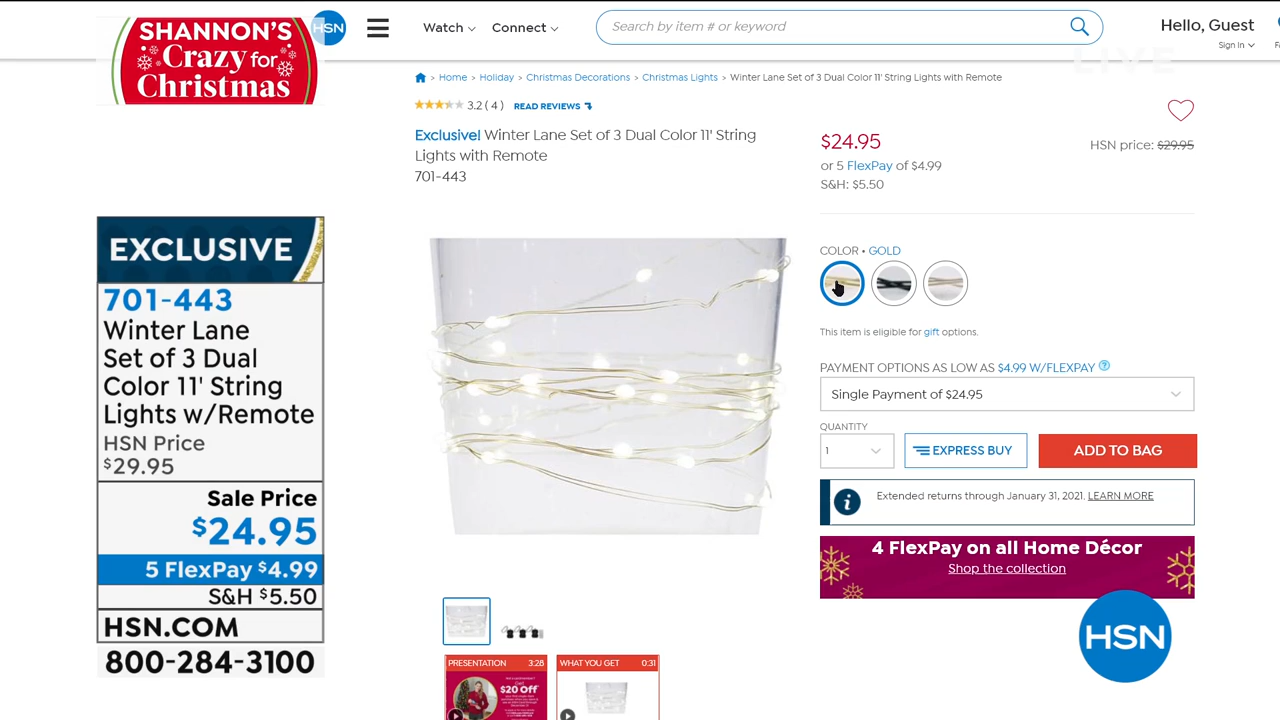 SHANNON'S
Crazy for
Christmas
HSN
Watch
Connect
Search by item # or keyword
Hello, Guest
Sign In
LIVE
> Home > Holiday > Christmas Decorations > Christmas Lights > Winter Lane Set of 3 Dual Color 11' String Lights with Remote
3.2 ( 4 ) READ REVIEWS
Exclusive! Winter Lane Set of 3 Dual Color 11' String
Lights with Remote
701-443
$24.95
HSN price: $29.95
or 5 FlexPay of $4.99
S&H: $5.50
COLOR • GOLD
This item is eligible for gift options.
PAYMENT OPTIONS AS LOW AS $4.99 W/FLEXPAY ?
Single Payment of $24.95
QUANTITY
1
EXPRESS BUY
ADD TO BAG
i
Extended returns through January 31, 2021. LEARN MORE
4 FlexPay on all Home Décor
Shop the collection
HSN
EXCLUSIVE
701-443
Winter Lane
Set of 3 Dual
Color 11' String
Lights w/Remote
HSN Price
$29.95
Sale Price
$24.95
5 FlexPay $4.99
S&H $5.50
HSN.COM
800-284-3100
PRESENTATION 3:28
$20 Off
WHAT YOU GET 0:31